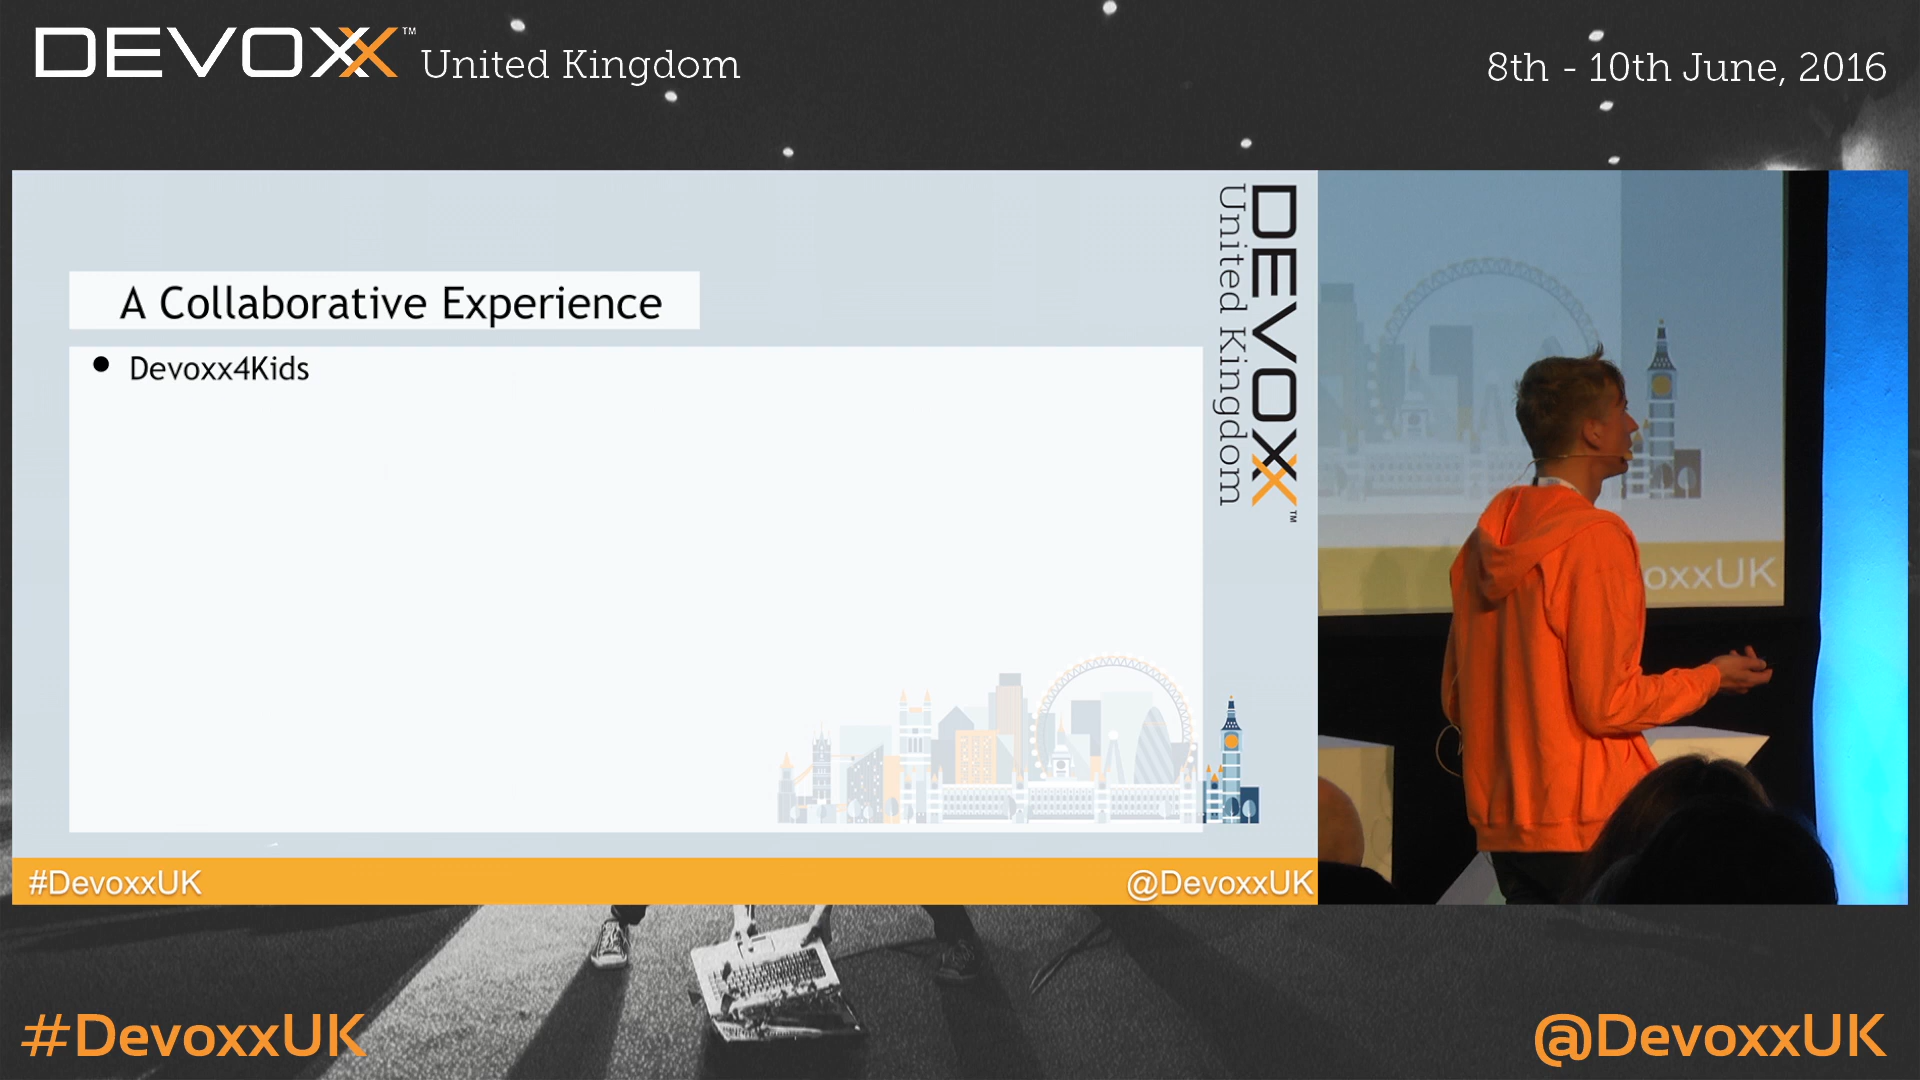 DEVOXX™ United Kingdom
8th - 10th June, 2016
A Collaborative Experience
• Devoxx4Kids
DEVOXX™
United Kingdom
oxxUK
#DevoxxUK
@DevoxxUK
#DevoxxUK
@DevoxxUK